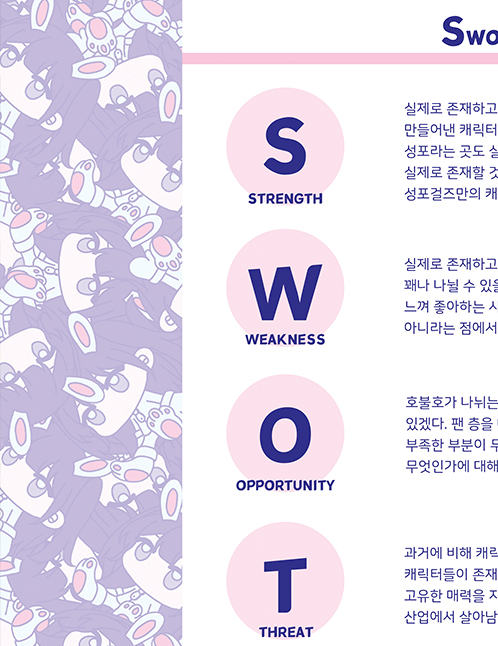 Swo
S
STRENGTH
실제로 존재하고
만들어낸 캐릭터
성포라는 곳도 실
실제로 존재할 것
성포걸즈만의 캐
W
WEAKNESS
실제로 존재하고
꽤나 나뉠 수 있을
느껴 좋아하는 사
아니라는 점에서
O
OPPORTUNITY
호불호가 나뉘는
있겠다. 팬 층을
부족한 부분이 무
무엇인가에 대해
T
THREAT
과거에 비해 캐릭
캐릭터들이 존재
고유한 매력을 지
산업에서 살아남